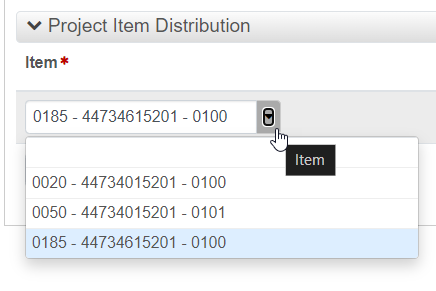 Project Item Distribution
Item*
0185 - 44734615201 - 0100
Item
0020 - 44734015201 - 0100
0050 - 44734015201 - 0101
0185 - 44734615201 - 0100